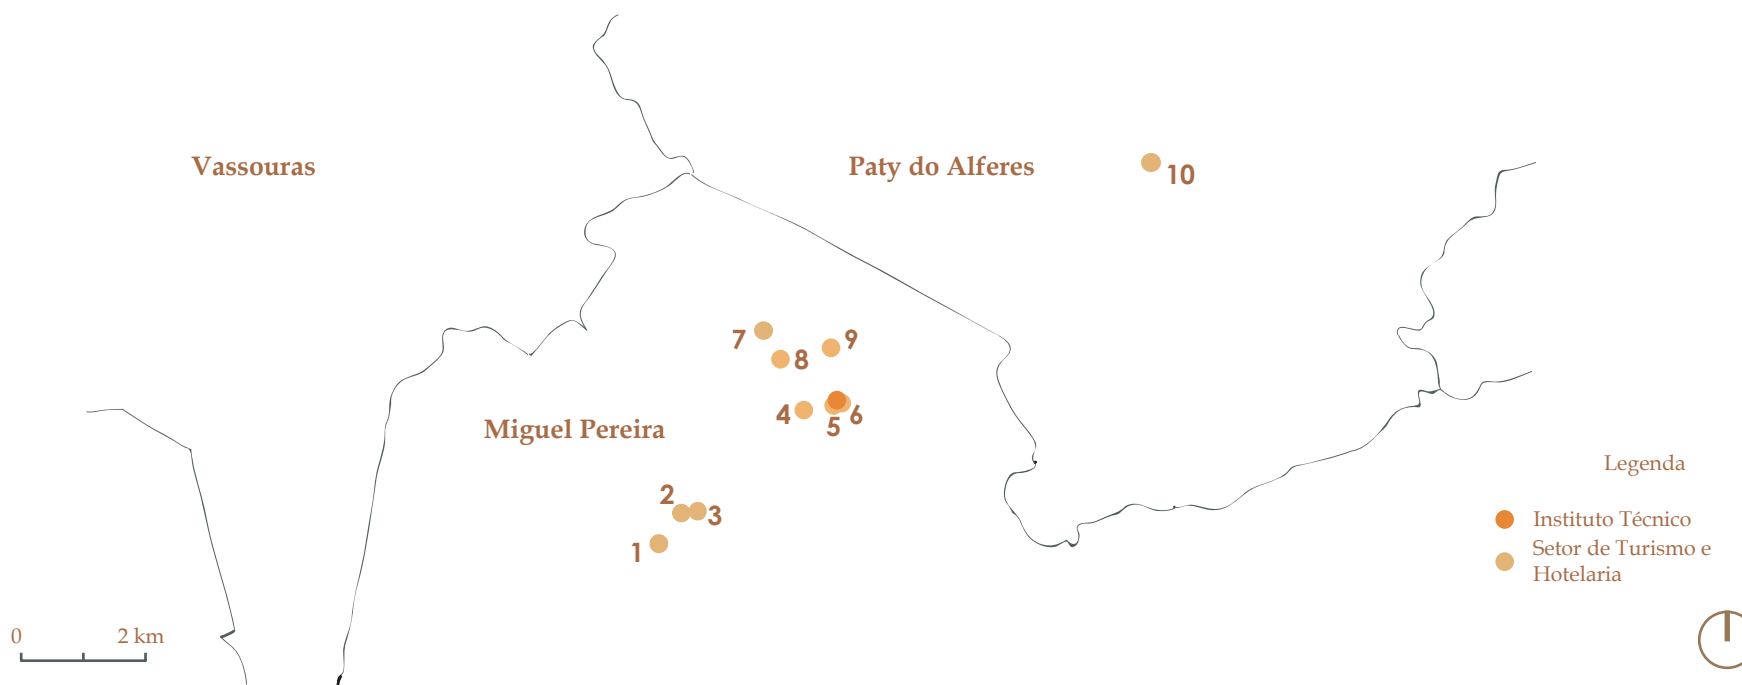 Vassouras
Paty do Alferes
10
7
9
8
4
6
5
Miguel Pereira
2
3
1
Legenda
Instituto Técnico
Setor de Turismo e
Hotelaria
0
2 km